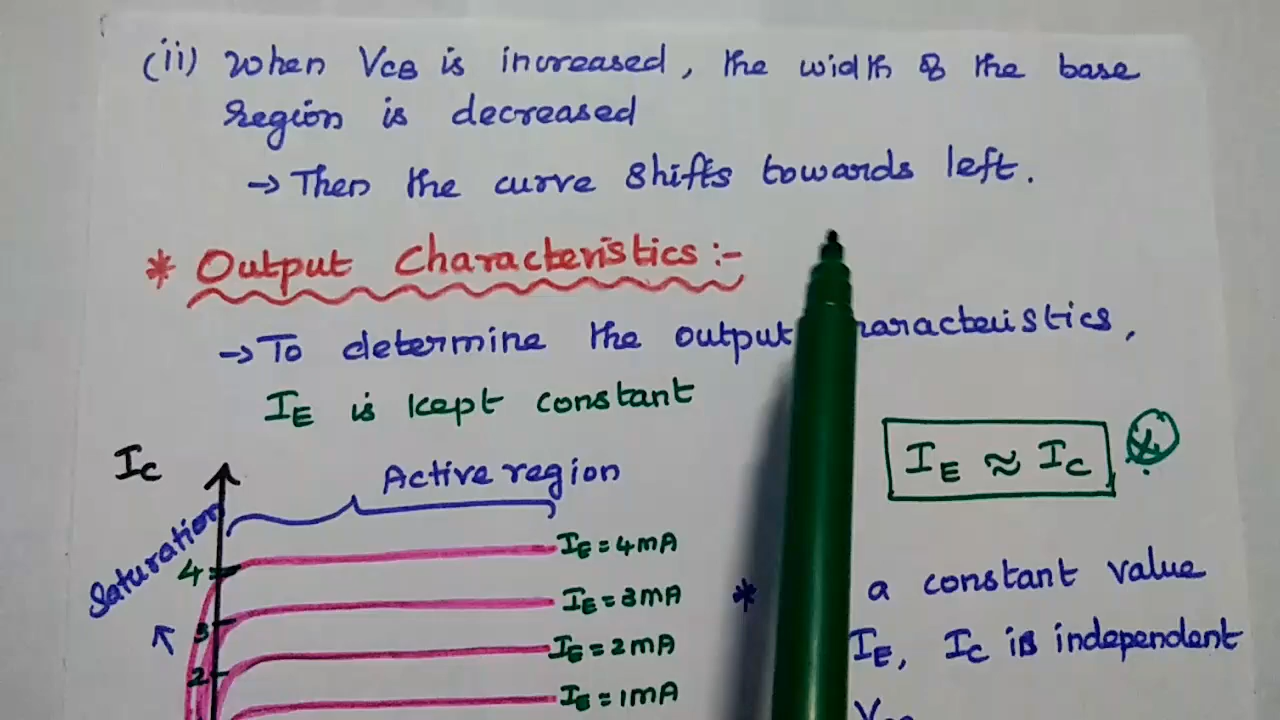 (ii) When VCB is increased, the width of the base
region is decreased
→ Then the curve shifts towards left.
* Output Characteristics :-
→ To determine the output haracteristics,
IE is kept constant
IC
Active region
IE ≈ IC
Saturation
4
IE = 4mA
3
IE = 3mA
2
IE = 2mA
IE = 1mA
* a constant value
IE, IC is independent